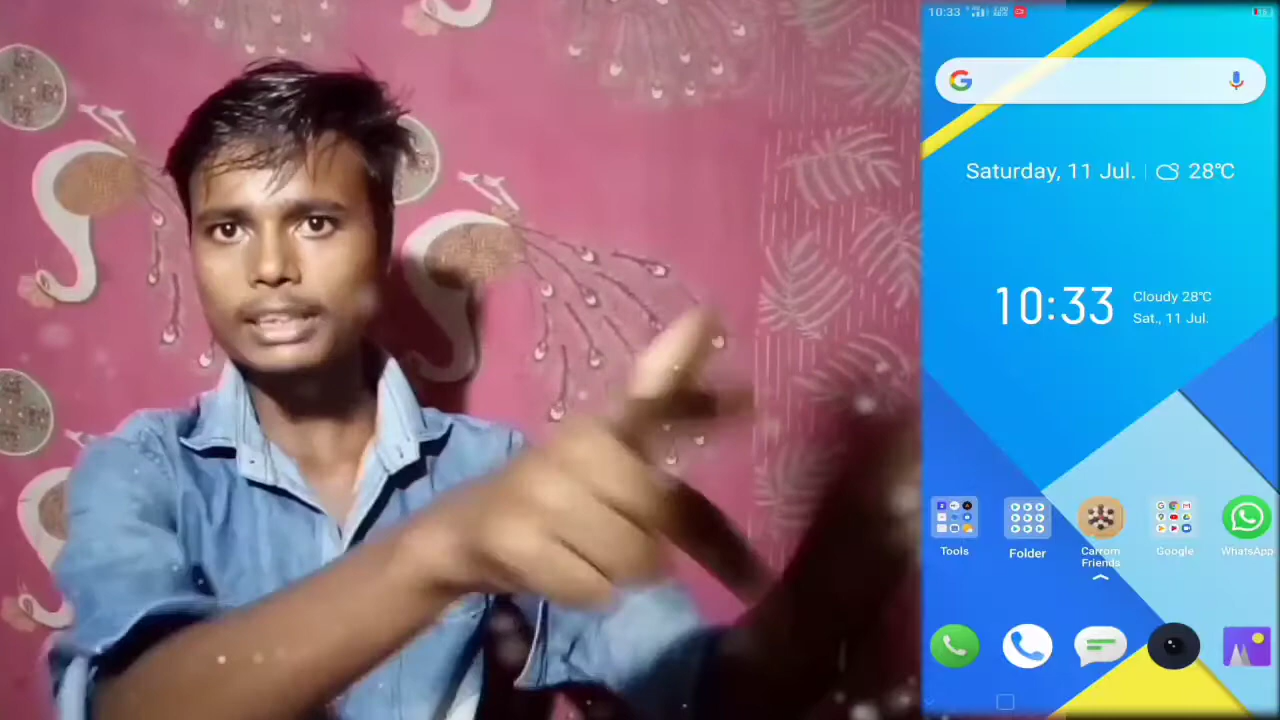 10:33
Saturday, 11 Jul. 28℃
10:33
Cloudy 28℃
Sat., 11 Jul.
Tools
Folder
Carrom
Friends
Google
WhatsApp